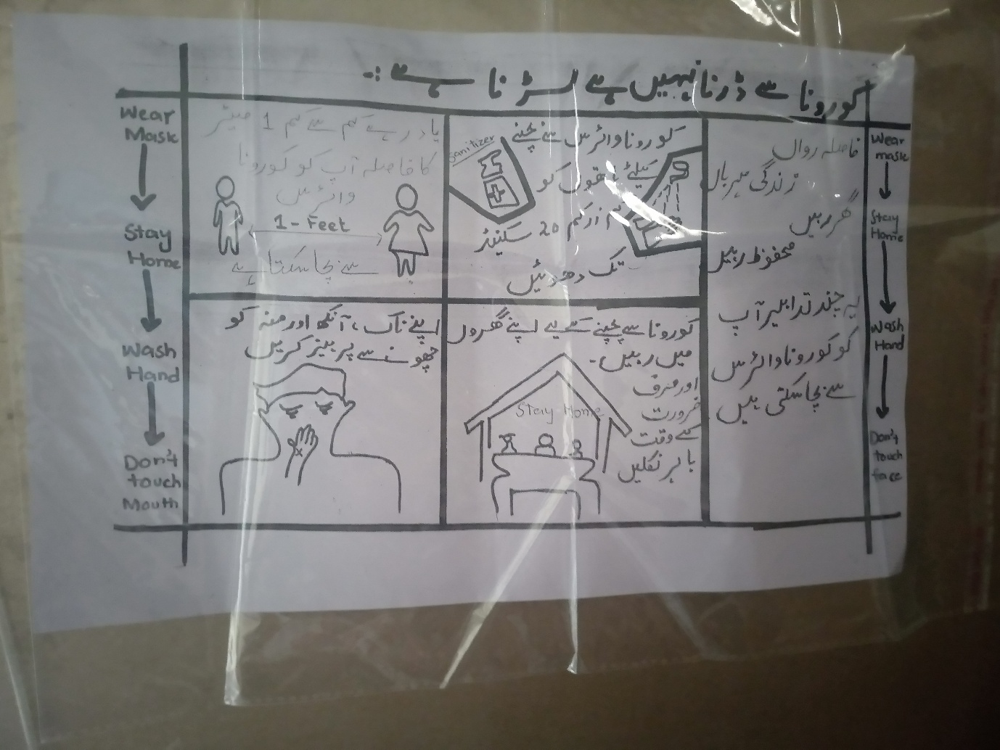 کورونا سے ڈرنا نہیں ہے لڑنا ہے :-
Wear
Mask
Stay
Home
Wash
Hand
Don't
touch
Mouth
یاد رہے کم سے کم 1 میٹر
کا فاصلہ آپ کو کورونا
وائرس
1 - Feet
سے بچا سکتا ہے
کورونا وائرس سے بچنے
Sanitizer
کیلئے ہاتھوں کو
کم از کم 20 سیکنڈ
تک دھوئیں
فاصلہ رواں
زندگی ہر ہاں
گھر رہیں
محفوظ رہیں
یہ چند تدابیر آپ
کو کورونا وائرس
سے بچا سکتی ہیں
اپنے ناک ، آنکھ اور منہ کو
چھونے سے پرہیز کریں
کورونا سے بچنے کے لیے اپنے گھروں
میں رہیں -
اور صرف
ضرورت
کے وقت
باہر نکلیں
Stay Home
Wear
mask
Stay
Home
Wash
Hand
Don't
touch
face